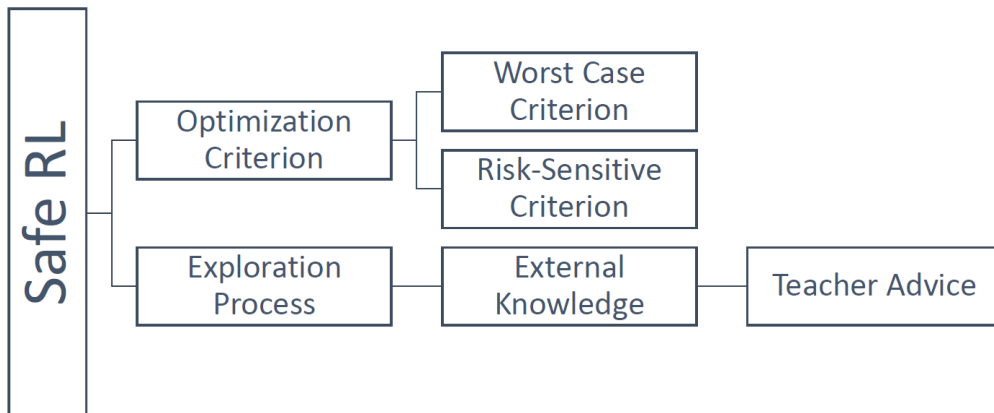 Safe RL
Optimization
Criterion
Worst Case
Criterion
Risk-Sensitive
Criterion
Exploration
Process
External
Knowledge
Teacher Advice